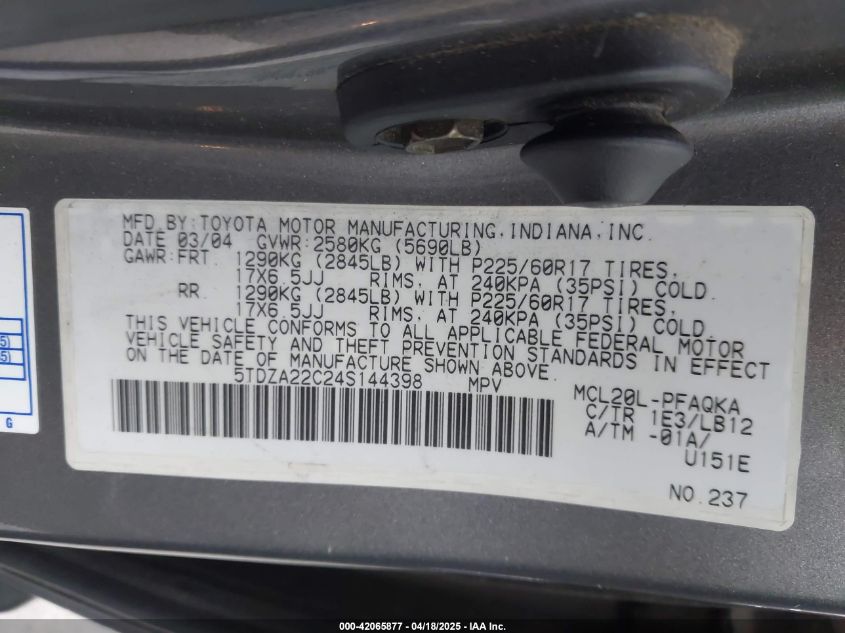 MFD. BY: TOYOTA MOTOR MANUFACTURING, INDIANA, INC.
DATE 03/04 GVWR: 2580KG (5690LB)
GAWR: FRT 1290KG (2845LB) WITH P225/60R17 TIRES,
17X6.5JJ RIMS, AT 240KPA (35PSI) COLD.
RR 1290KG (2845LB) WITH P225/60R17 TIRES,
17X6.5JJ RIMS, AT 240KPA (35PSI) COLD.
THIS VEHICLE CONFORMS TO ALL APPLICABLE FEDERAL MOTOR
VEHICLE SAFETY AND THEFT PREVENTION STANDARDS IN EFFECT
ON THE DATE OF MANUFACTURE SHOWN ABOVE.
5TDZA22C24S144398 MPV
MCL20L-PFAQKA
C/TR 1E3/LB12
A/TM -01A/
U151E
NO. 237
5)
5)
G
000-42065877 - 04/18/2025 - IAA Inc.